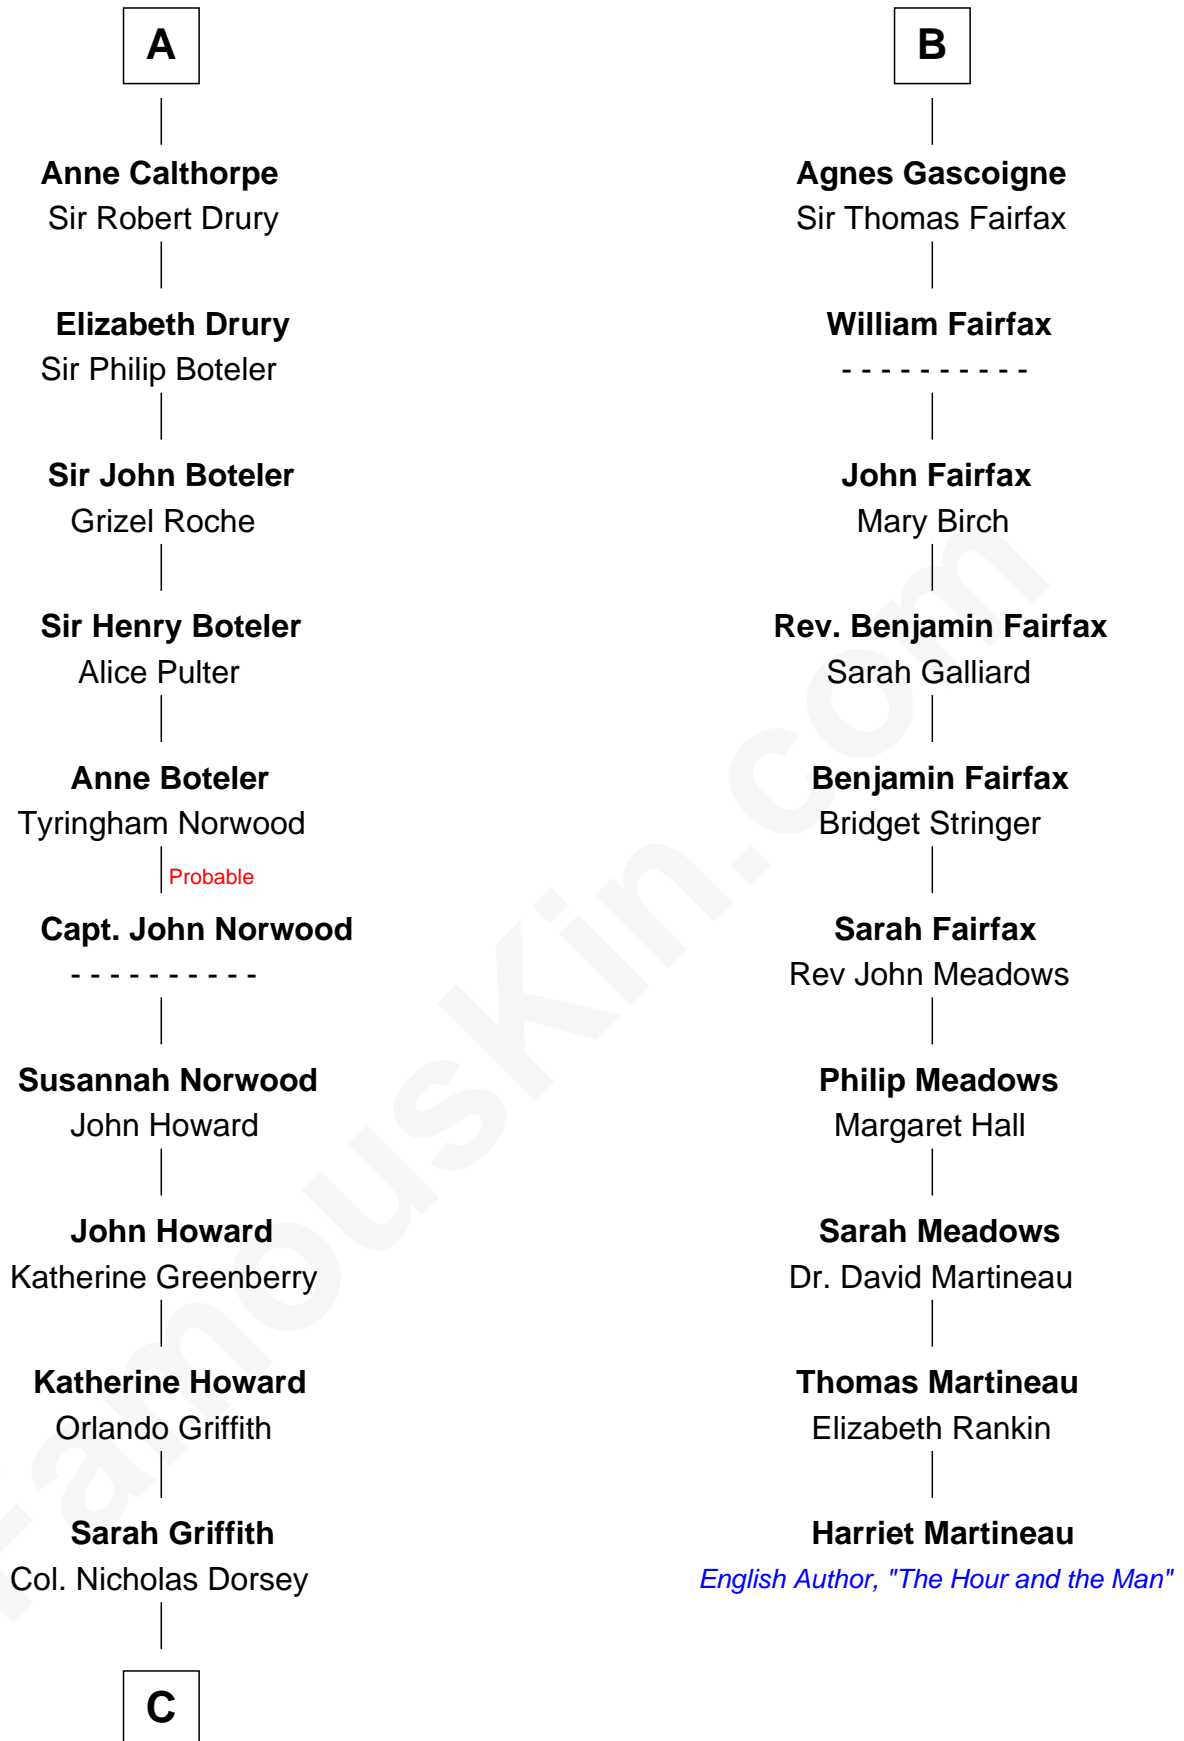 A
Anne Calthorpe
Sir Robert Drury
Elizabeth Drury
Sir Philip Boteler
Sir John Boteler
Grizel Roche
Sir Henry Boteler
Alice Pulter
Anne Boteler
Tyringham Norwood
Probable
Capt. John Norwood
- - - - - - - - - -
Susannah Norwood
John Howard
John Howard
Katherine Greenberry
Katherine Howard
Orlando Griffith
Sarah Griffith
Col. Nicholas Dorsey
C
B
Agnes Gascoigne
Sir Thomas Fairfax
William Fairfax
- - - - - - - - - -
John Fairfax
Mary Birch
Rev. Benjamin Fairfax
Sarah Galliard
Benjamin Fairfax
Bridget Stringer
Sarah Fairfax
Rev John Meadows
Philip Meadows
Margaret Hall
Sarah Meadows
Dr. David Martineau
Thomas Martineau
Elizabeth Rankin
Harriet Martineau
English Author, "The Hour and the Man"
FamousKin.com